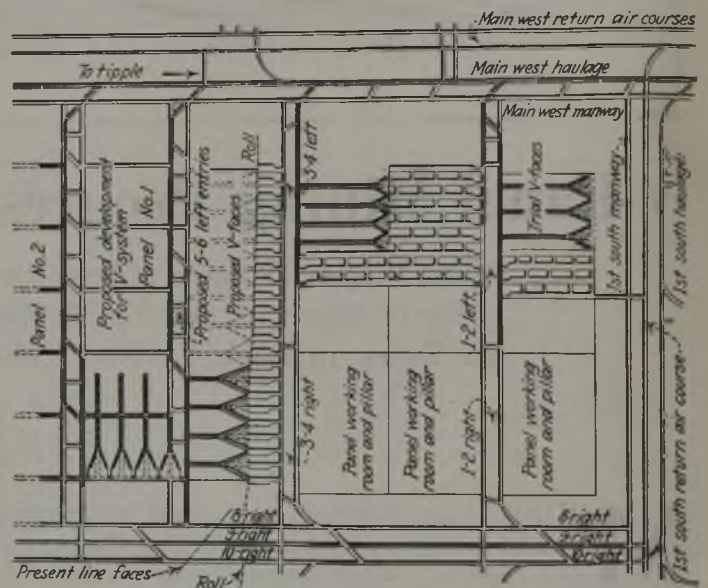 Main west return air courses
To tipple
Main west haulage
Main west manway
Roll
3-4 left
Trial V-faces
1st south manway
1st south haulage
Panel No.2
Proposed development
for V-system
Panel No.1
Proposed 5-6 left entries
Proposed V-faces
1-2 left
3-4 right
Panel working
room and pillar
Panel working
room and pillar
1-2 right
Panel working
room and pillar
1st south return air course
8 right
9-right
10-right
8-right
9-right
10-right
Present line faces
Roll